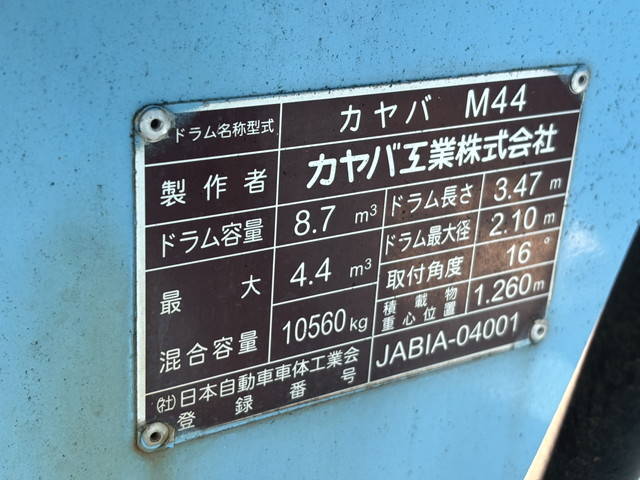 ドラム名称型式 カヤバ M44
製作者 カヤバ工業株式会社
ドラム容量 8.7 m³ ドラム長さ 3.47 m
ドラム最大径 2.10 m
最大 4.4 m³ 取付角度 16°
混合容量 10560kg 積載物重心位置 1.260m
(社)日本自動車車体工業会
登録番号 JABIA-04001